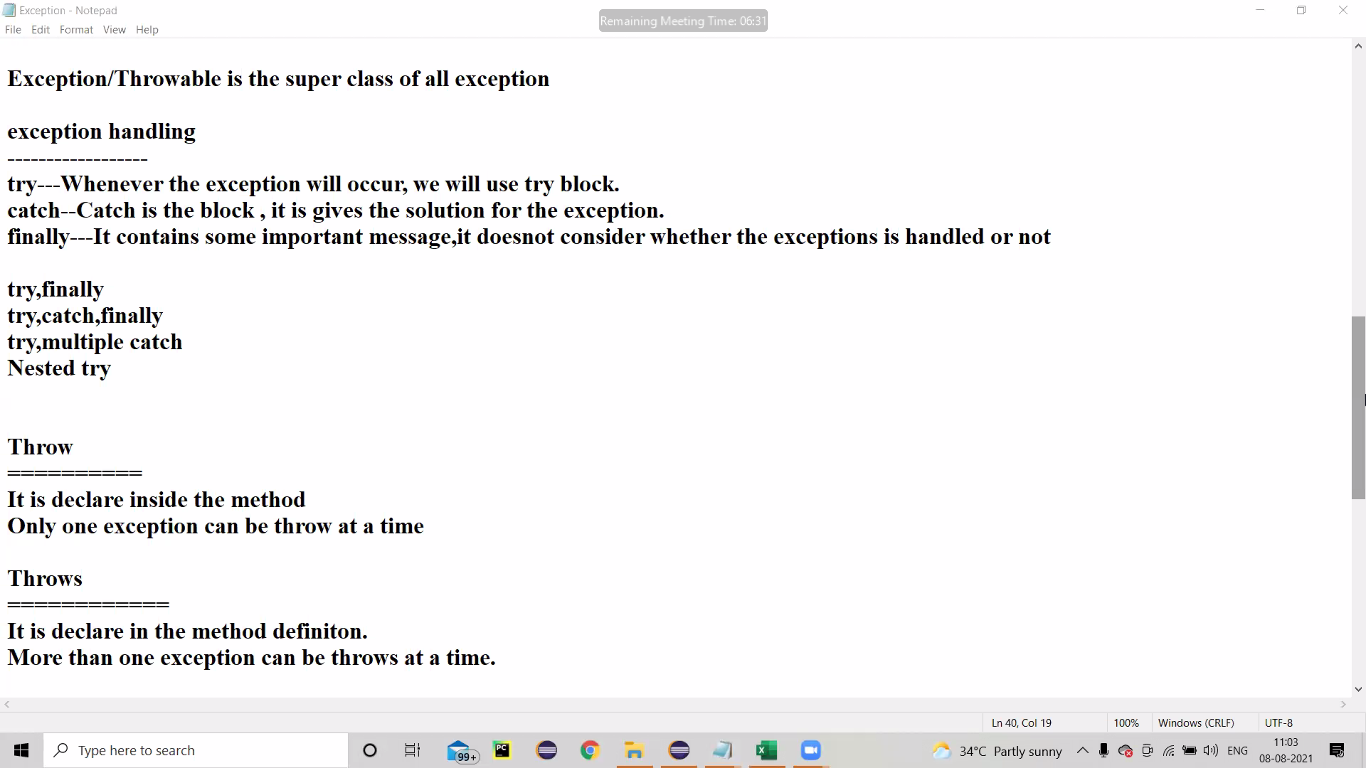 Exception - Notepad
Remaining Meeting Time: 06:31
File Edit Format View Help
Exception/Throwable is the super class of all exception
exception handling
------------------
try---Whenever the exception will occur, we will use try block.
catch--Catch is the block , it is gives the solution for the exception.
finally---It contains some important message,it doesnot consider whether the exceptions is handled or not
try,finally
try,catch,finally
try,multiple catch
Nested try
Throw
==========
It is declare inside the method
Only one exception can be throw at a time
Throws
============
It is declare in the method definiton.
More than one exception can be throws at a time.
Ln 40, Col 19 100% Windows (CRLF) UTF-8
Type here to search 99+ PC 34°C Partly sunny ENG 11:03
08-08-2021